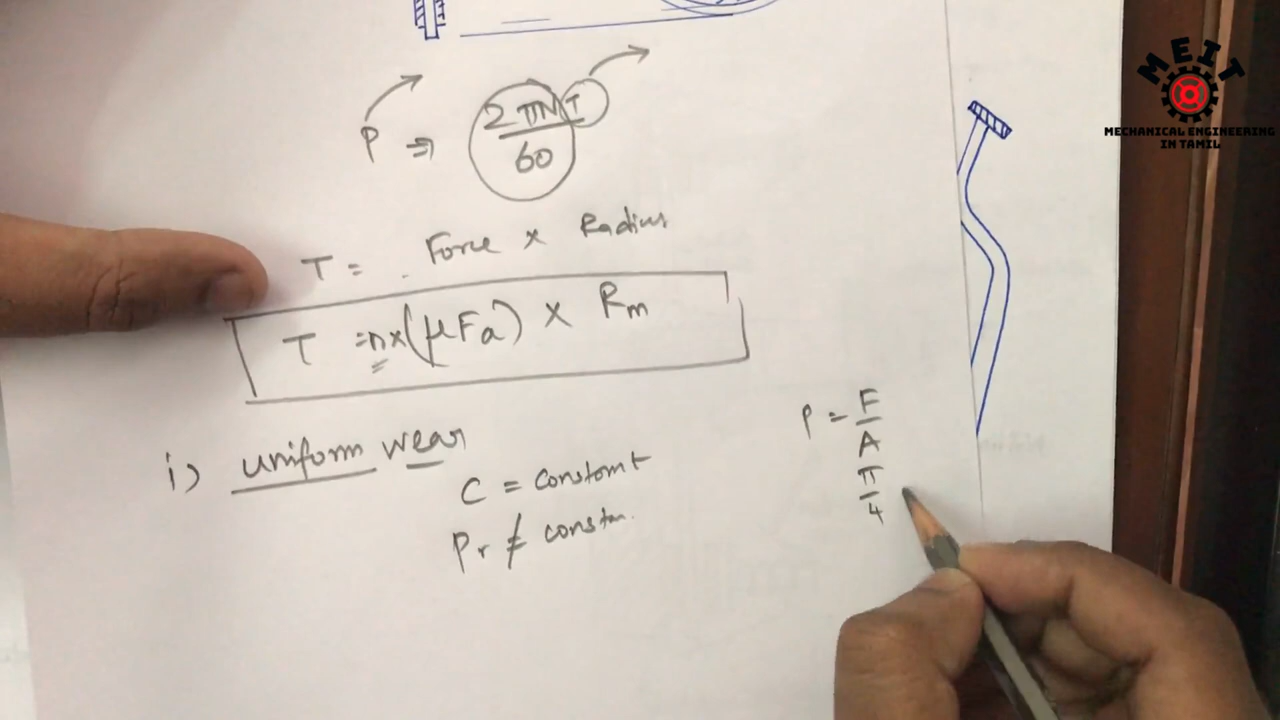 MEIT
MECHANICAL ENGINEERING
IN TAMIL
P ⇒ 2πNT
60
T = . Force × Radius
T = n×(μFa) × Rm
i) uniform wear
C = constant
Pr ≠ constan.
P = F
A
π
4